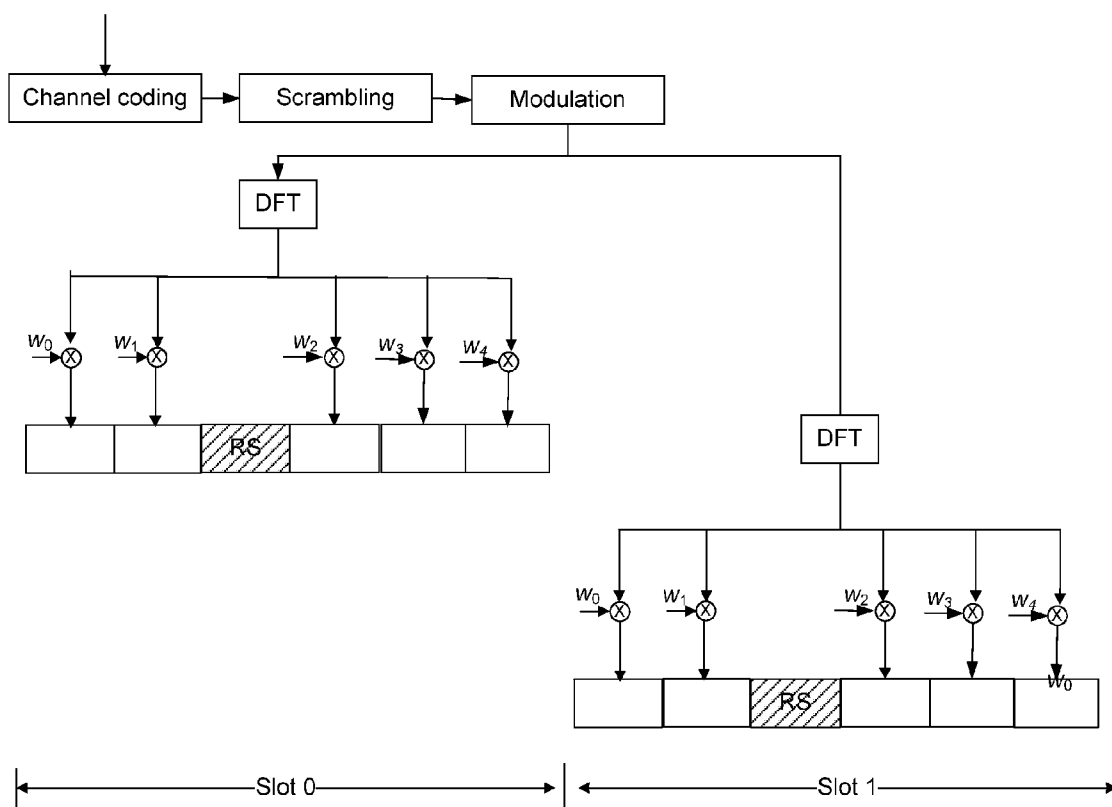 Channel coding
Scrambling
Modulation
DFT
w0
w1
w2
w3
w4
RS
DFT
w0
w1
w2
w3
w4
w0
RS
Slot 0
Slot 1